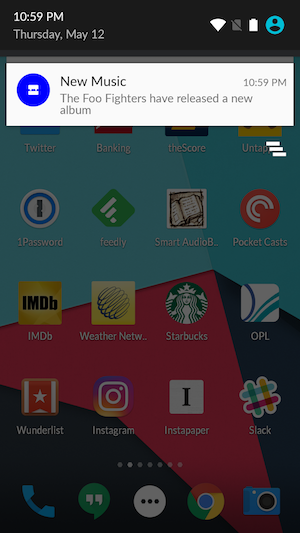 10:59 PM
Thursday, May 12
New Music
10:59 PM
The Foo Fighters have released a new
album
Twitter
Banking
theScore
Untap
1Password
feedly
Smart AudioB..
Pocket Casts
IMDb
IMDb
Weather Netw..
Starbucks
OPL
Wunderlist
Instagram
I
Instapaper
Slack